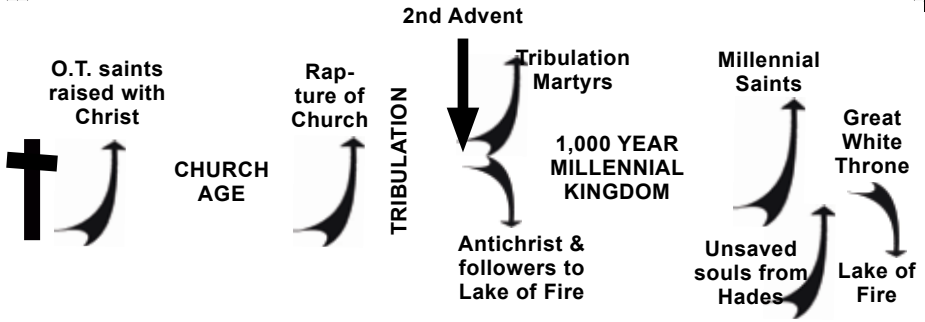 2nd Advent
O.T. saints
raised with
Christ
CHURCH
AGE
Rap-
ture of
Church
TRIBULATION
Tribulation
Martyrs
1,000 YEAR
MILLENNIAL
KINGDOM
Antichrist &
followers to
Lake of Fire
Millennial
Saints
Unsaved
souls from
Hades
Great
White
Throne
Lake of
Fire